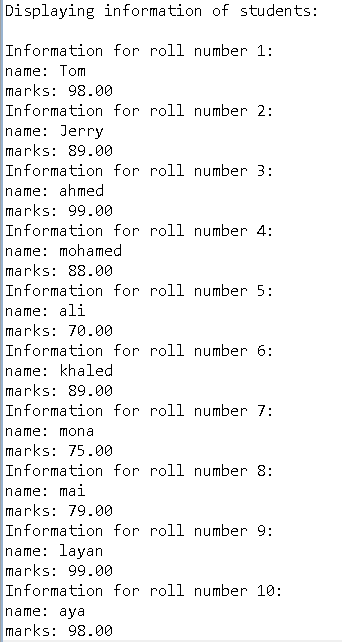 Displaying information of students:
Information for roll number 1:
name: Tom
marks: 98.00
Information for roll number 2:
name: Jerry
marks: 89.00
Information for roll number 3:
name: ahmed
marks: 99.00
Information for roll number 4:
name: mohamed
marks: 88.00
Information for roll number 5:
name: ali
marks: 70.00
Information for roll number 6:
name: khaled
marks: 89.00
Information for roll number 7:
name: mona
marks: 75.00
Information for roll number 8:
name: mai
marks: 79.00
Information for roll number 9:
name: layan
marks: 99.00
Information for roll number 10:
name: aya
marks: 98.00